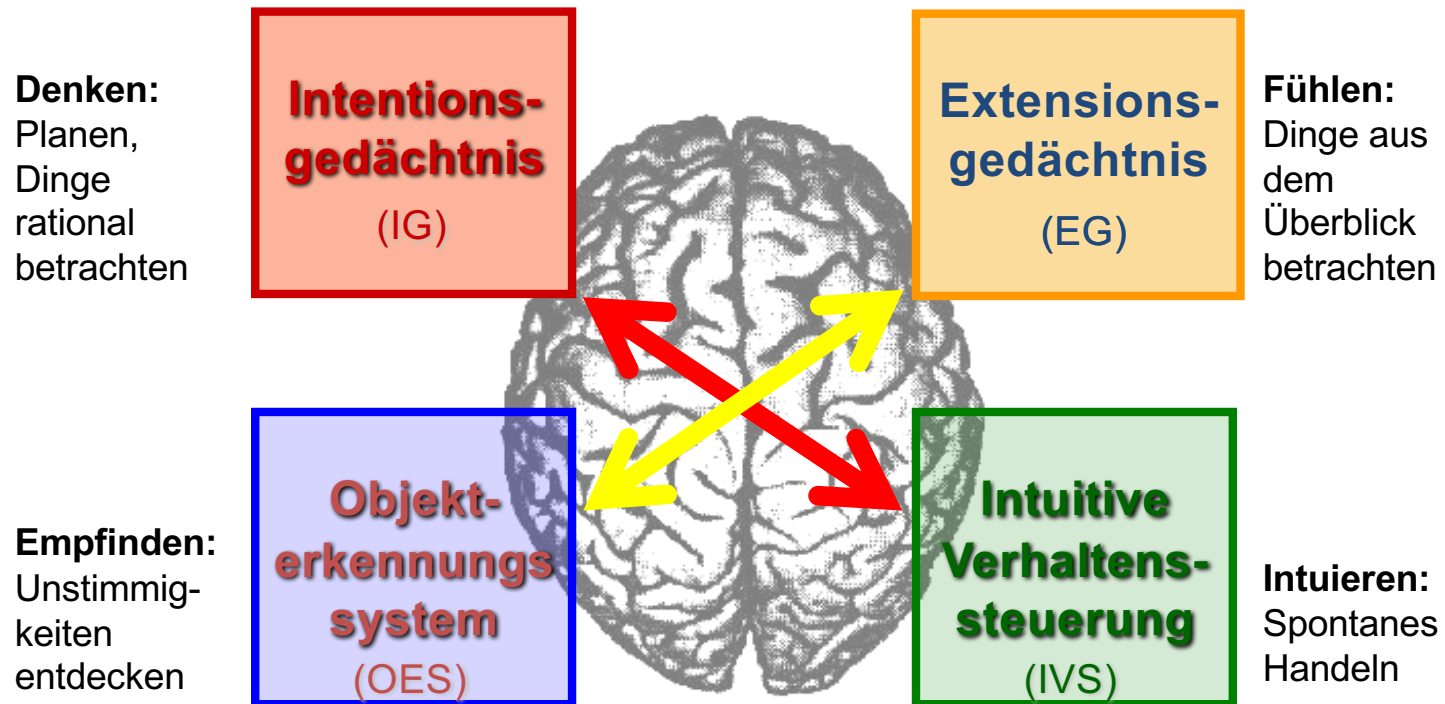 Denken:
Planen,
Dinge
rational
betrachten
Intentions-
gedächtnis
(IG)
Extensions-
gedächtnis
(EG)
Fühlen:
Dinge aus
dem
Überblick
betrachten
Empfinden:
Unstimmig-
keiten
entdecken
Objekt-
erkennungs
system
(OES)
Intuitive
Verhaltens-
steuerung
(IVS)
Intuieren:
Spontanes
Handeln